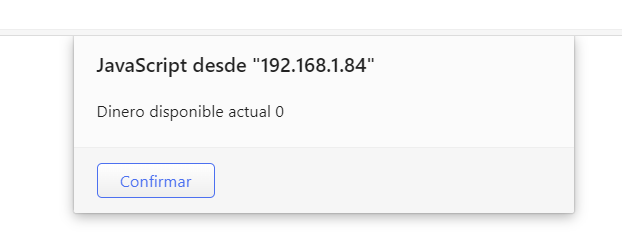 JavaScript desde "192.168.1.84"
Dinero disponible actual 0
Confirmar